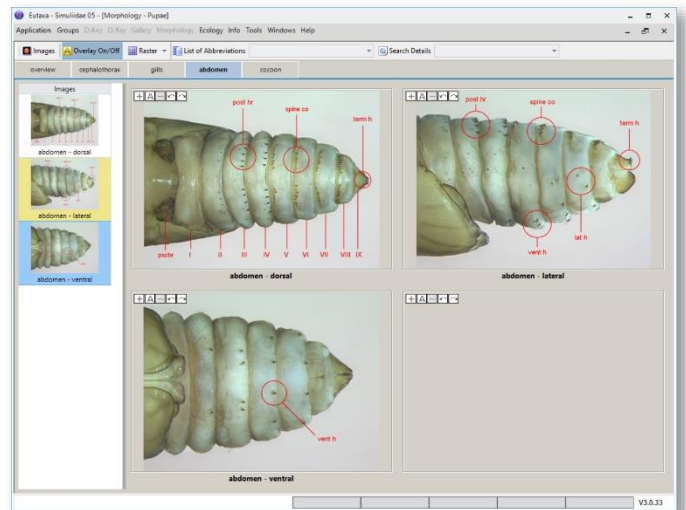 Eutaxa - Simuliidae 05 - [Morphology - Pupae]
Application Groups D-Key Q-Key Gallery Morphology Ecology Info Tools Windows Help
Images Overlay On/Off Raster List of Abbreviations Search Details
overview cephalothorax gills abdomen cocoon
Images
abdomen - dorsal
abdomen - lateral
abdomen - ventral
A
post hr
spine co
term h
I II III IV V VI VII VIII IX
abdomen - dorsal
A
post hr
spine co
term h
lat h
vent h
abdomen - lateral
A
vent h
abdomen - ventral
A
V3.0.33